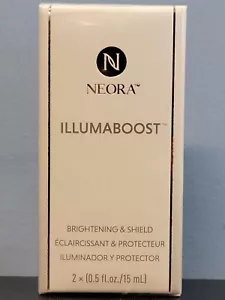 N
NEORA™
ILLUMABOOST™
BRIGHTENING & SHIELD
ÉCLAIRCISSANT & PROTECTEUR
ILUMINADOR Y PROTECTOR
2 × (0.5 fl.oz./15 mL)